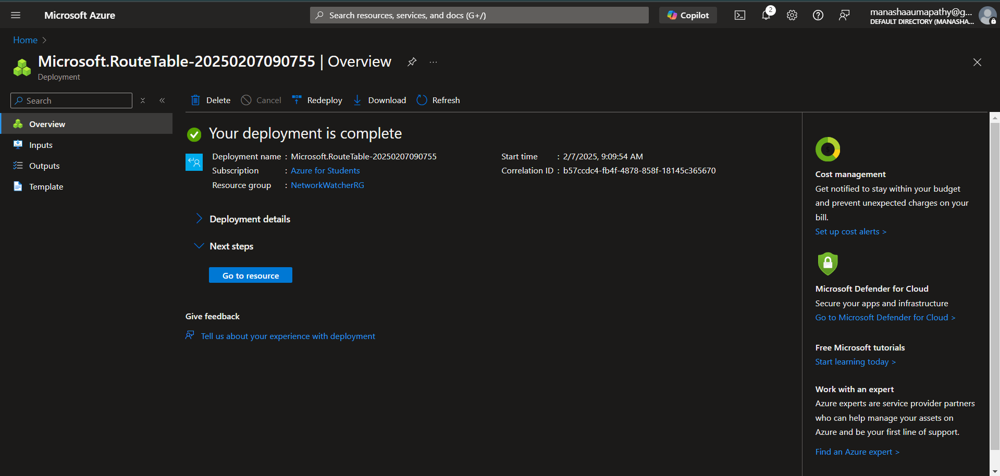 Microsoft Azure
Search resources, services, and docs (G+/)
Copilot
2
manashaaumapathy@g...
DEFAULT DIRECTORY (MANASHA...
Home
Microsoft.RouteTable-20250207090755 | Overview
Deployment
Search
Delete
Cancel
Redeploy
Download
Refresh
Overview
Inputs
Outputs
Template
Your deployment is complete
Deployment name : Microsoft.RouteTable-20250207090755
Subscription : Azure for Students
Resource group : NetworkWatcherRG
Start time : 2/7/2025, 9:09:54 AM
Correlation ID : b57ccdc4-fb4f-4878-858f-18145c365670
Deployment details
Next steps
Go to resource
Give feedback
Tell us about your experience with deployment
$
Cost management
Get notified to stay within your budget
and prevent unexpected charges on your
bill.
Set up cost alerts >
Microsoft Defender for Cloud
Secure your apps and infrastructure
Go to Microsoft Defender for Cloud >
Free Microsoft tutorials
Start learning today >
Work with an expert
Azure experts are service provider partners
who can help manage your assets on
Azure and be your first line of support.
Find an Azure expert >